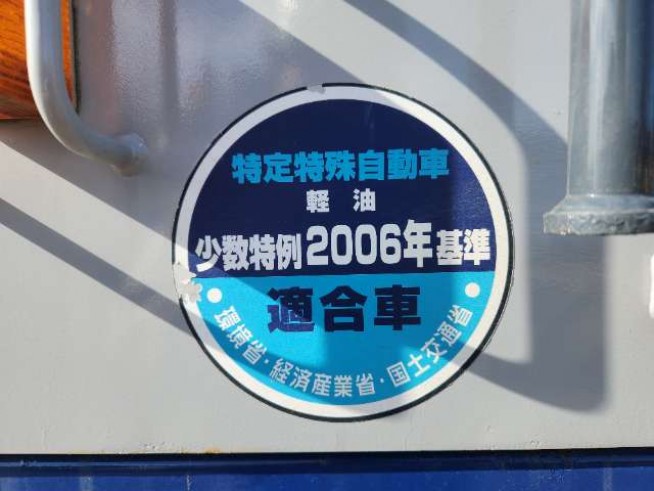 特定特殊自動車
軽油
少数特例2006年基準
適合車
・環境省・経済産業省・国土交通省・